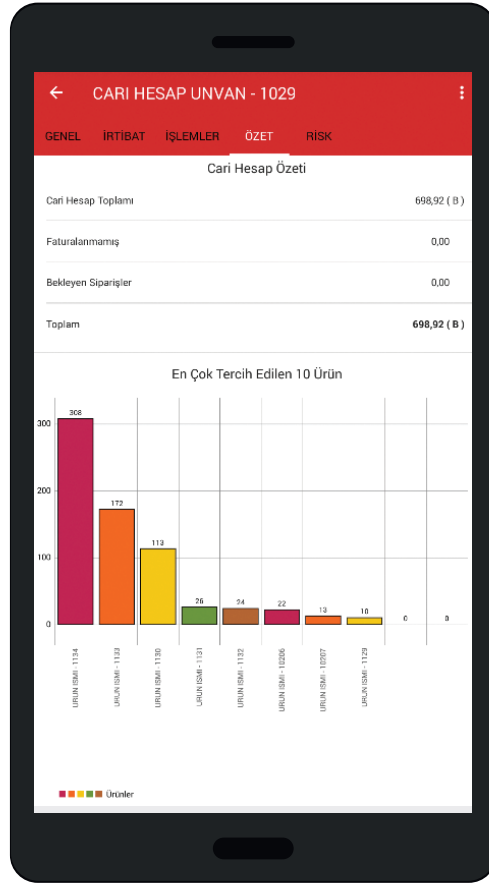 CARI HESAP UNVAN - 1029
GENEL İRTİBAT İŞLEMLER ÖZET RİSK
Cari Hesap Özeti
Cari Hesap Toplamı 698,92 ( B )
Faturalanmamış 0,00
Bekleyen Siparişler 0,00
Toplam 698,92 ( B )
En Çok Tercih Edilen 10 Ürün
300
200
100
0
308
172
113
26
24
22
13
10
0
0
URUN ISMI - 1134
URUN ISMI - 1133
URUN ISMI - 1130
URUN ISMI - 1131
URUN ISMI - 1132
URUN ISMI - 10206
URUN ISMI - 10207
URUN ISMI - 1129
Ürünler